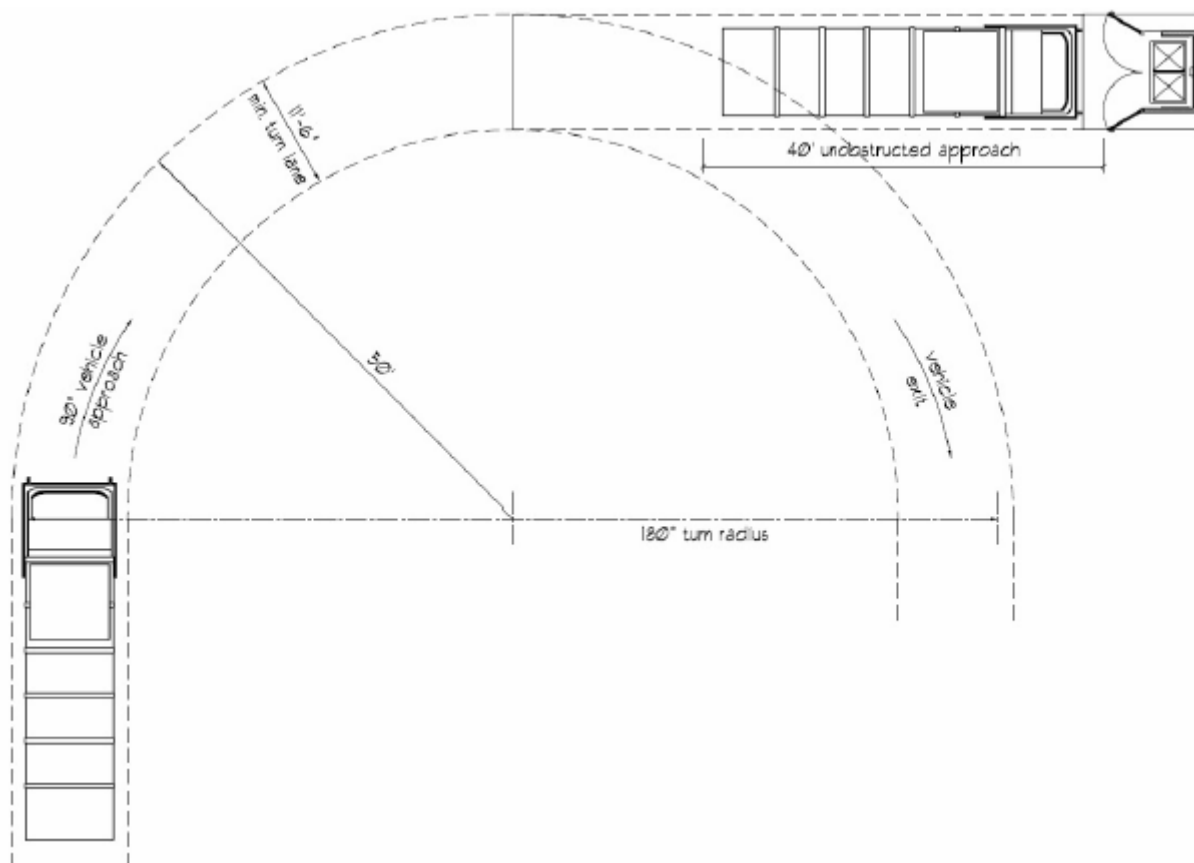 11'-6"
min. turn lane
40' unobstructed approach
50'
90° vehicle
approach
vehicle
exit
180° turn radius